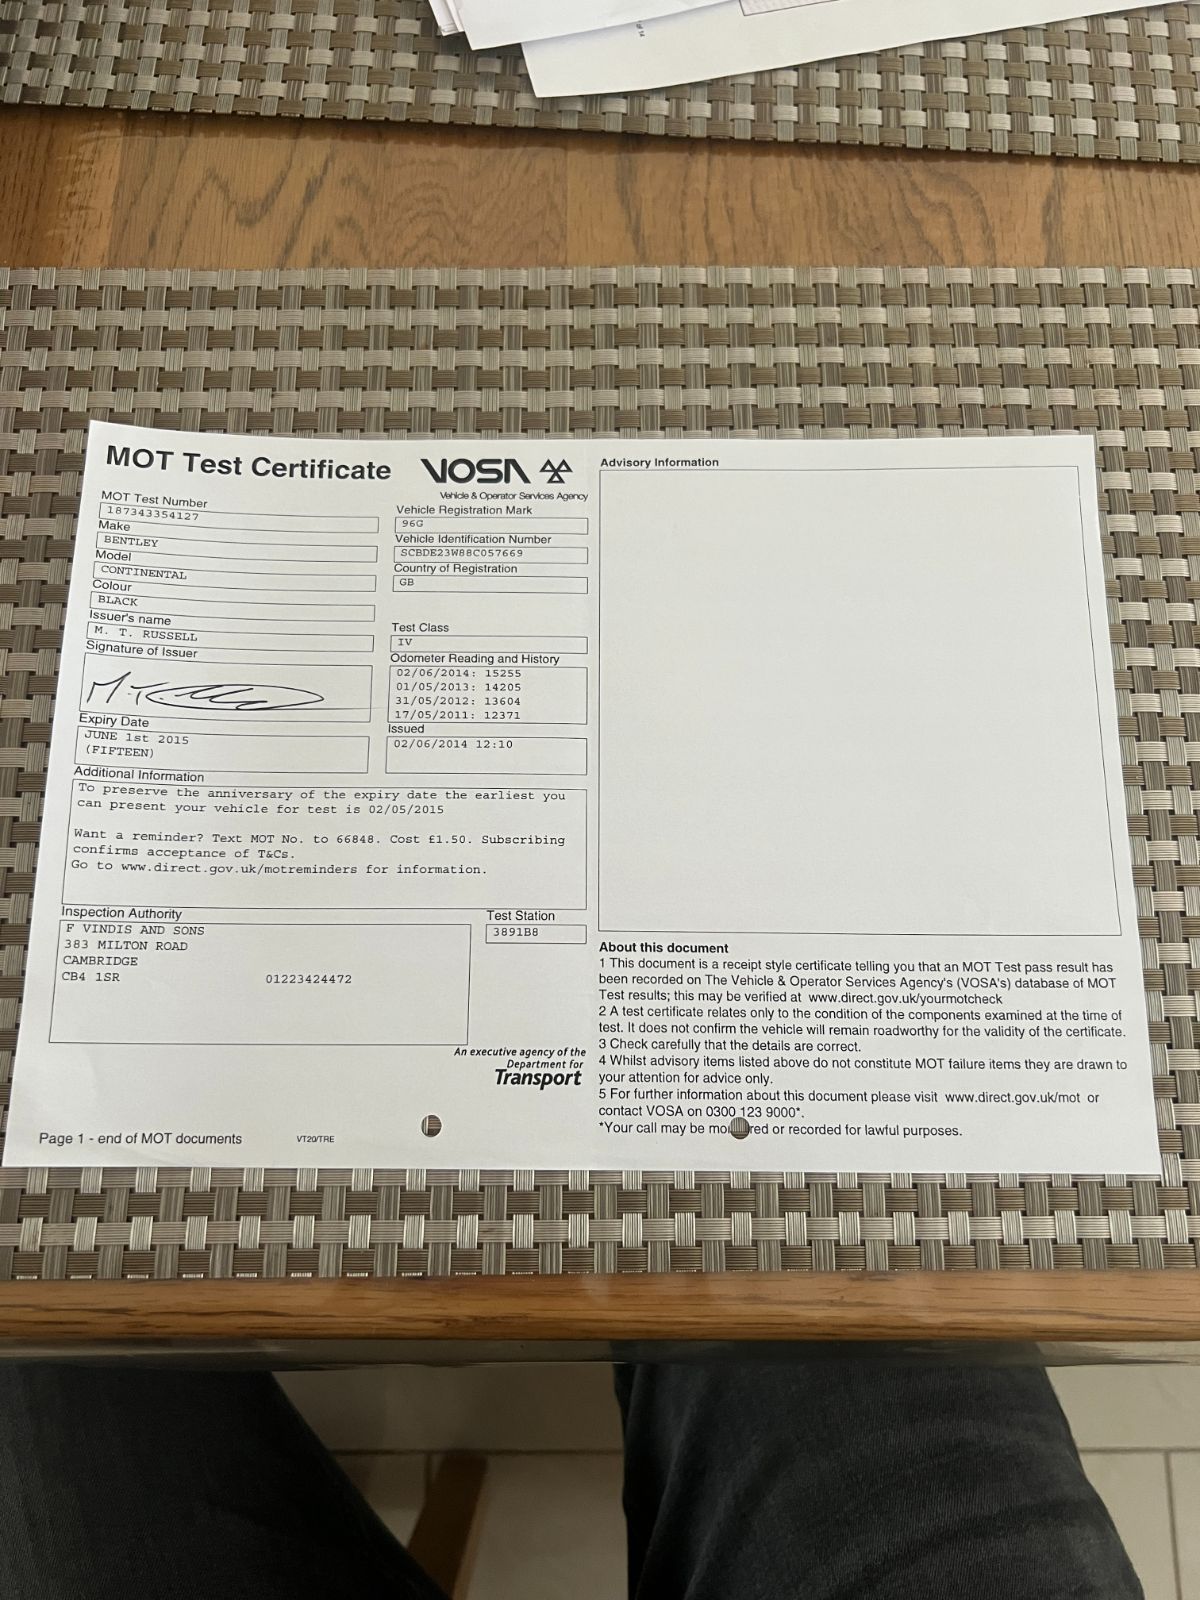 MOT Test Certificate
VOSA
Vehicle & Operator Services Agency
MOT Test Number
187343354127
Make
BENTLEY
Model
CONTINENTAL
Colour
BLACK
Issuer's name
M. T. RUSSELL
Signature of Issuer
Expiry Date
JUNE 1st 2015
(FIFTEEN)
Vehicle Registration Mark
96G
Vehicle Identification Number
SCBDE23W88C057669
Country of Registration
GB
Test Class
IV
Odometer Reading and History
02/06/2014: 15255
01/05/2013: 14205
31/05/2012: 13604
17/05/2011: 12371
Issued
02/06/2014 12:10
Additional Information
To preserve the anniversary of the expiry date the earliest you
can present your vehicle for test is 02/05/2015
Want a reminder? Text MOT No. to 66848. Cost £1.50. Subscribing
confirms acceptance of T&Cs.
Go to www.direct.gov.uk/motreminders for information.
Inspection Authority
F VINDIS AND SONS
383 MILTON ROAD
CAMBRIDGE
CB4 1SR 01223424472
Test Station
3891B8
An executive agency of the
Department for
Transport
Page 1 - end of MOT documents
VT20/TRE
Advisory Information
About this document
1 This document is a receipt style certificate telling you that an MOT Test pass result has
been recorded on The Vehicle & Operator Services Agency's (VOSA's) database of MOT
Test results; this may be verified at www.direct.gov.uk/yourmotcheck
2 A test certificate relates only to the condition of the components examined at the time of
test. It does not confirm the vehicle will remain roadworthy for the validity of the certificate.
3 Check carefully that the details are correct.
4 Whilst advisory items listed above do not constitute MOT failure items they are drawn to
your attention for advice only.
5 For further information about this document please visit www.direct.gov.uk/mot or
contact VOSA on 0300 123 9000*.
*Your call may be or recorded for lawful purposes.